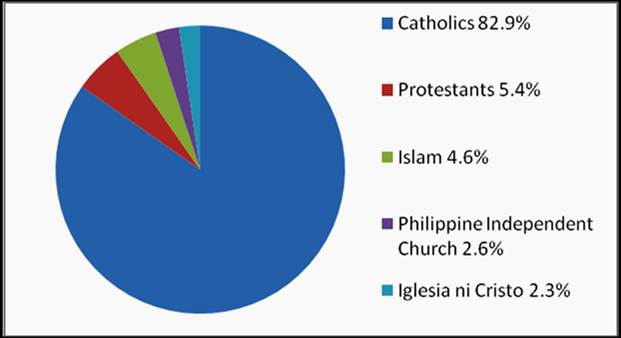 Catholics 82.9%
Protestants 5.4%
Islam 4.6%
Philippine Independent
Church 2.6%
Iglesia ni Cristo 2.3%